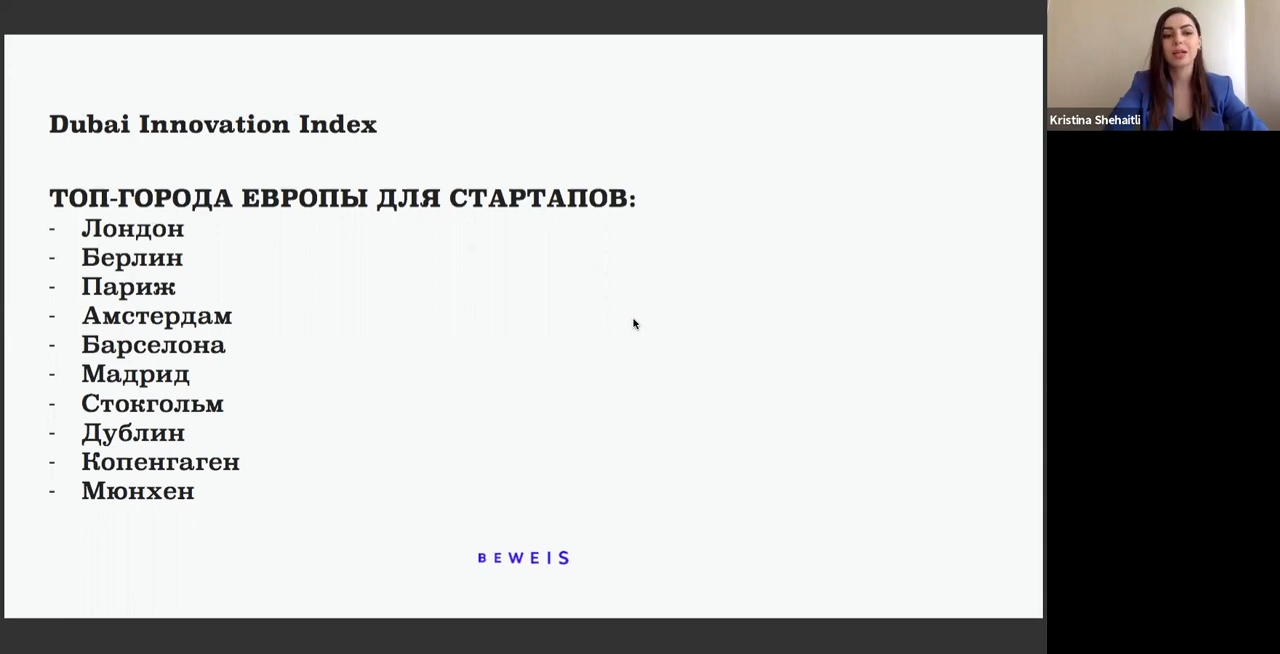 Dubai Innovation Index
ТОП-ГОРОДА ЕВРОПЫ ДЛЯ СТАРТАПОВ:
- Лондон
- Берлин
- Париж
- Амстердам
- Барселона
- Мадрид
- Стокгольм
- Дублин
- Копенгаген
- Мюнхен
BEWEIS
Kristina Shehaitli